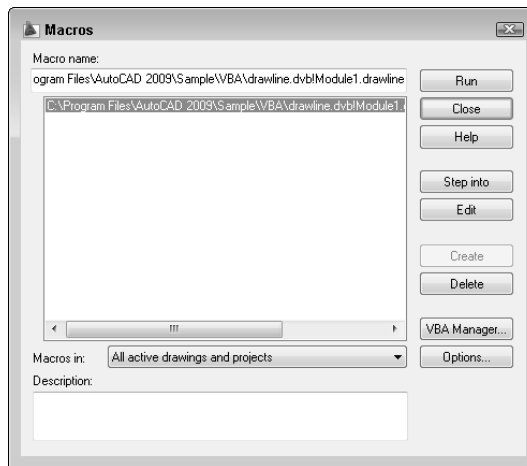 Macros
Macro name:
ogram Files\AutoCAD 2009\Sample\VBA\drawline.dvb!Module1.drawline
C:\Program Files\AutoCAD 2009\Sample\VBA\drawline.dvb!Module1.
Run
Close
Help
Step into
Edit
Create
Delete
VBA Manager...
Macros in:
All active drawings and projects
Options...
Description: